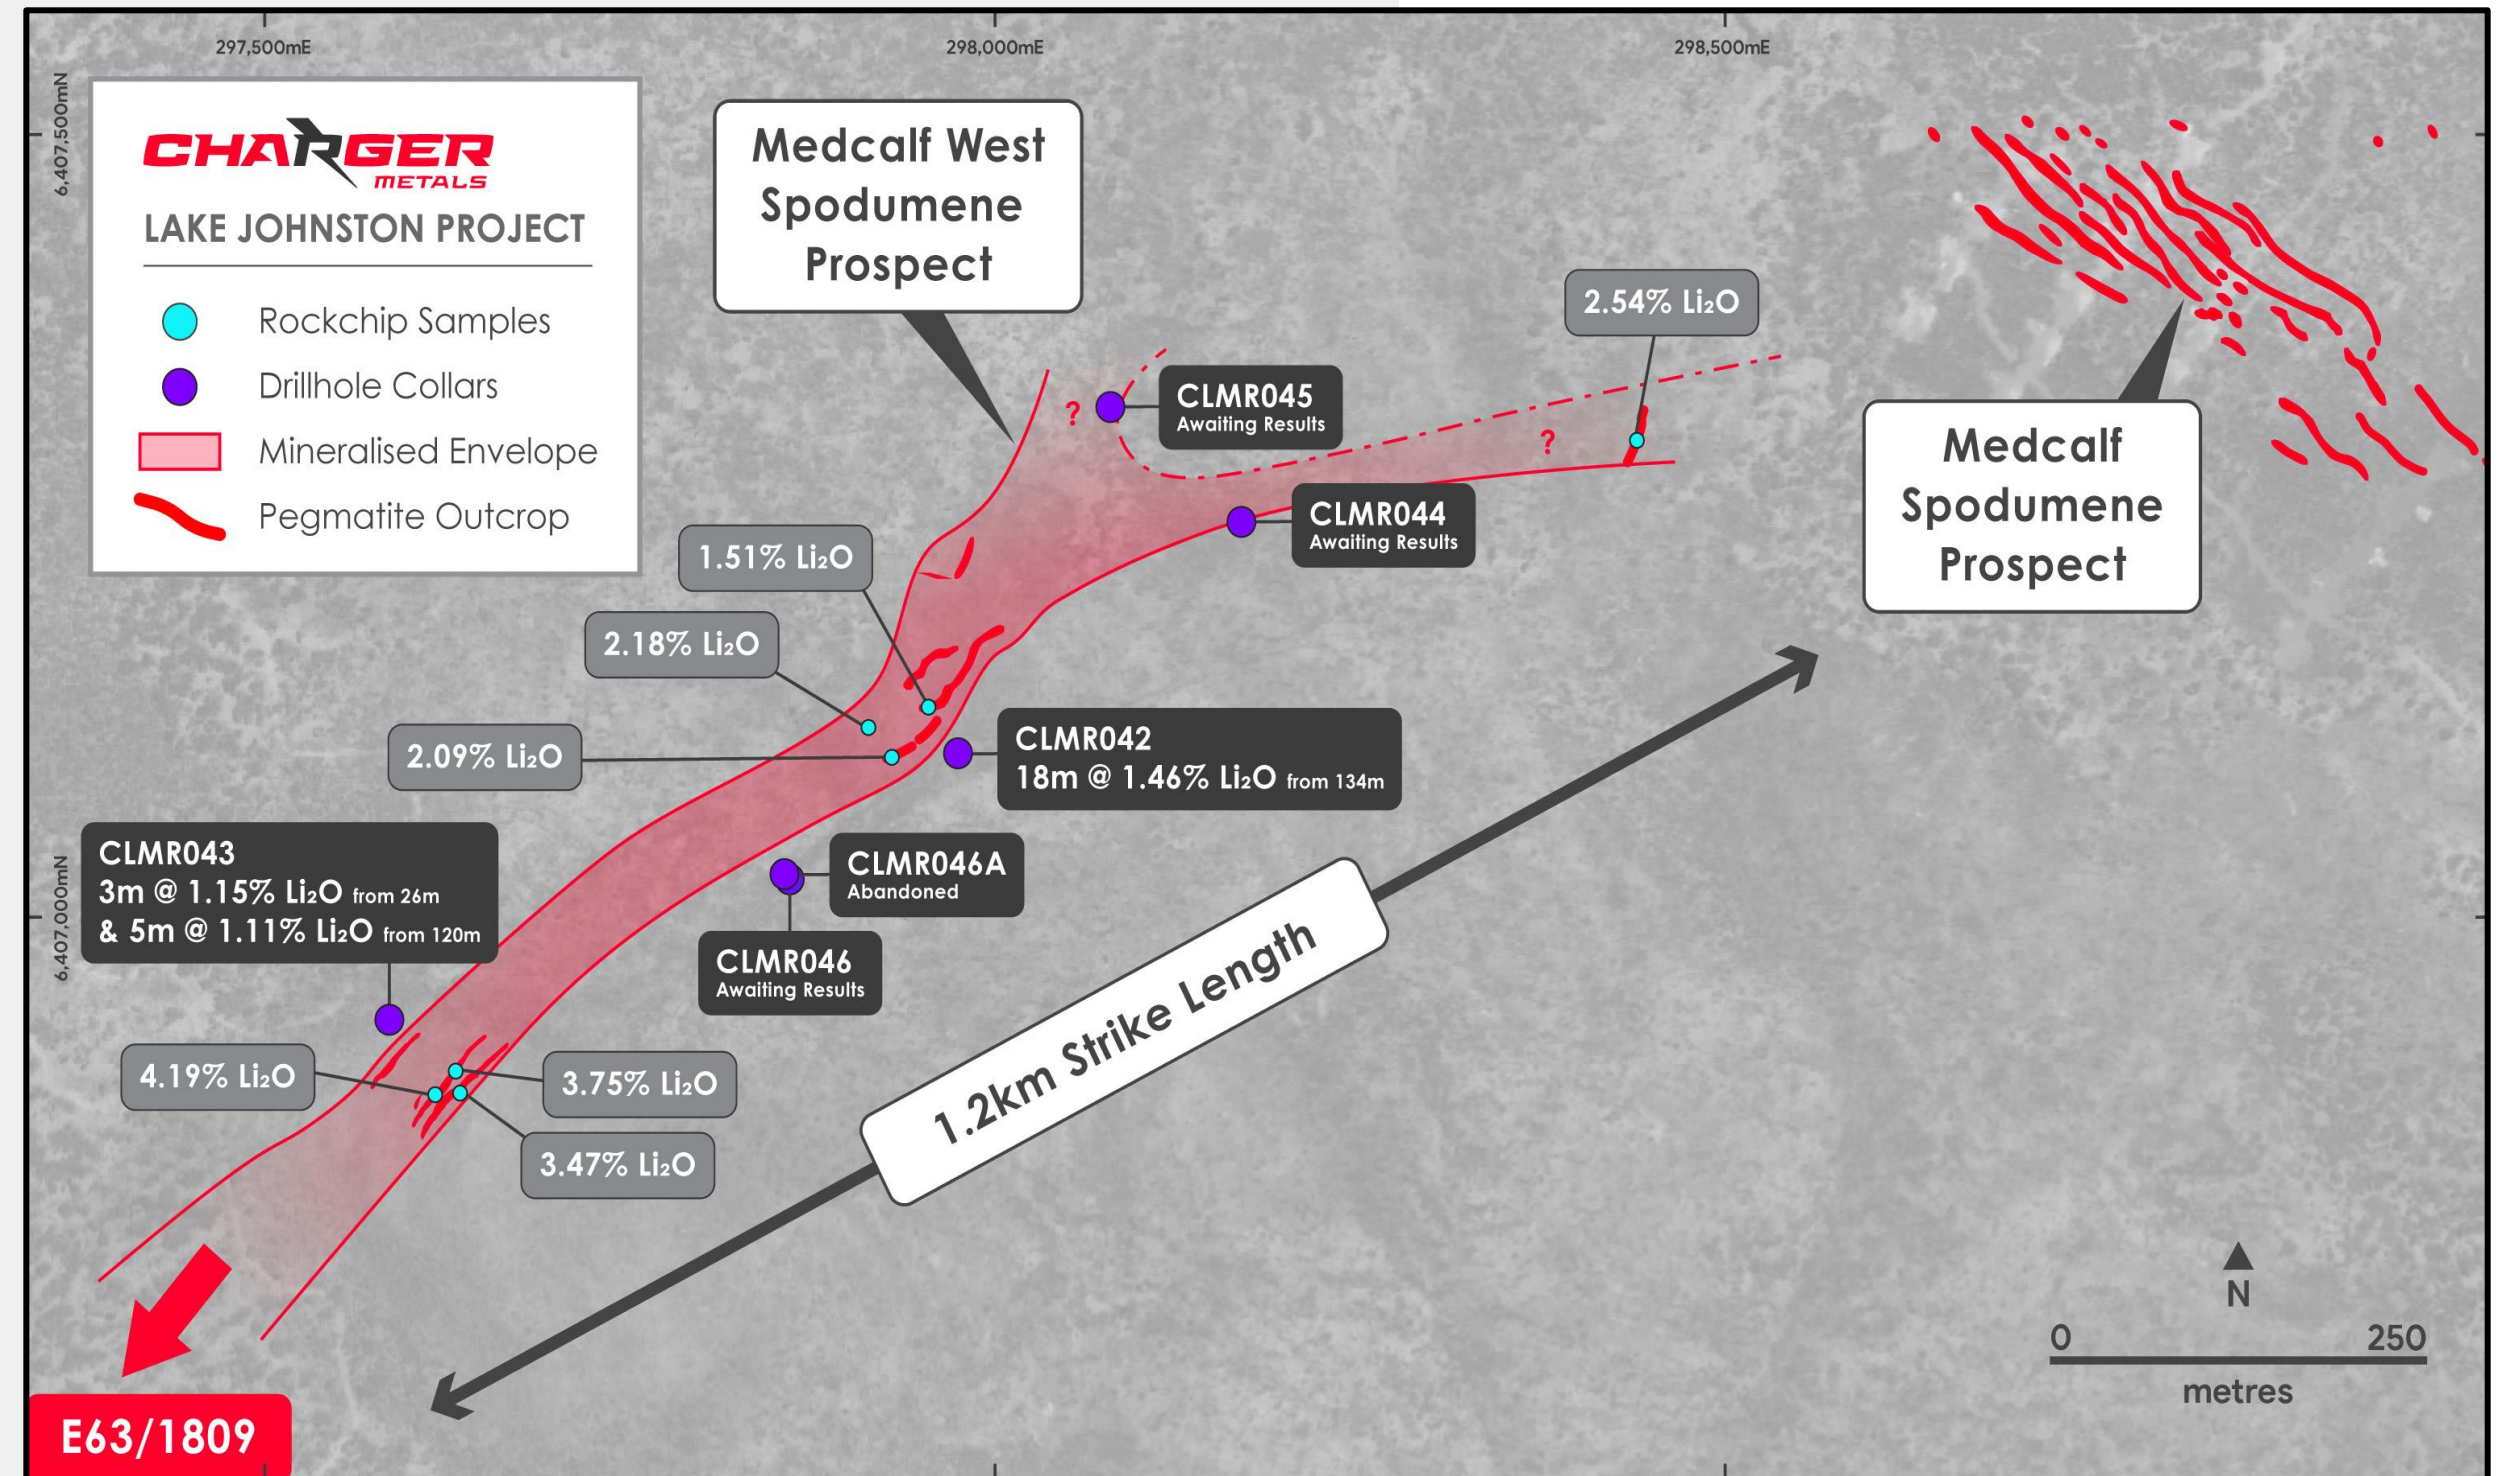 297,500mE
298,000mE
298,500mE
6,407,500mN
6,407,000mN
CHARGER
METALS
LAKE JOHNSTON PROJECT
Rockchip Samples
Drillhole Collars
Mineralised Envelope
Pegmatite Outcrop
Medcalf West
Spodumene
Prospect
2.54% Li₂O
?
CLMR045
Awaiting Results
?
Medcalf
Spodumene
Prospect
CLMR044
Awaiting Results
1.51% Li₂O
2.18% Li₂O
2.09% Li₂O
CLMR042
18m @ 1.46% Li₂O from 134m
CLMR043
3m @ 1.15% Li₂O from 26m
& 5m @ 1.11% Li₂O from 120m
CLMR046A
Abandoned
CLMR046
Awaiting Results
1.2km Strike Length
4.19% Li₂O
3.75% Li₂O
3.47% Li₂O
N
0 250
metres
E63/1809